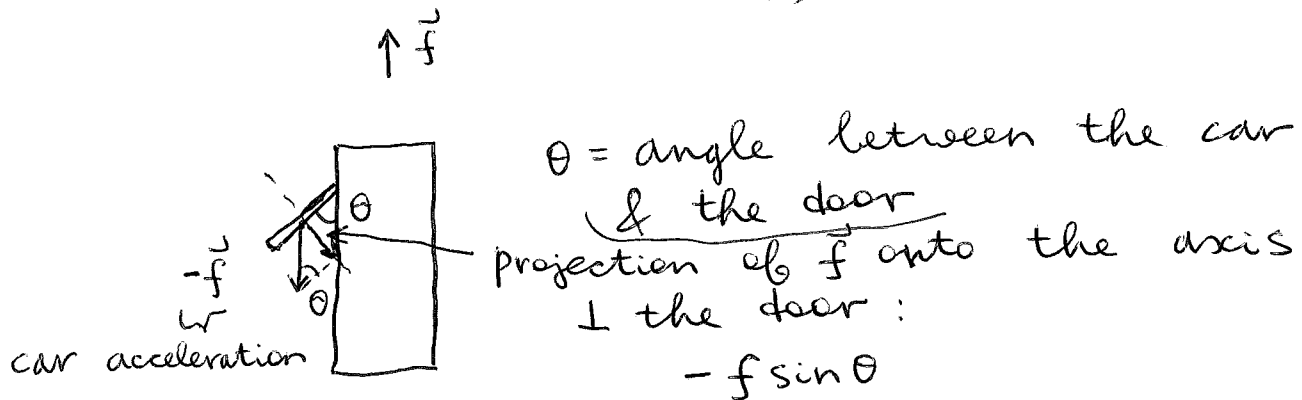 ↑ f⃗
θ = angle between the car
& the door
θ
projection of f⃗ onto the axis
⊥ the door :
-f⃗
θ
car acceleration
- f sin θ